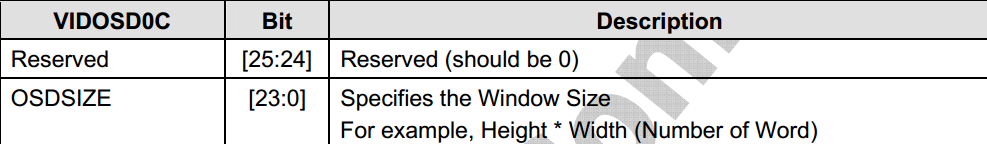 VIDOSD0C Bit Description
Reserved [25:24] Reserved (should be 0)
OSDSIZE [23:0] Specifies the Window Size
For example, Height * Width (Number of Word)